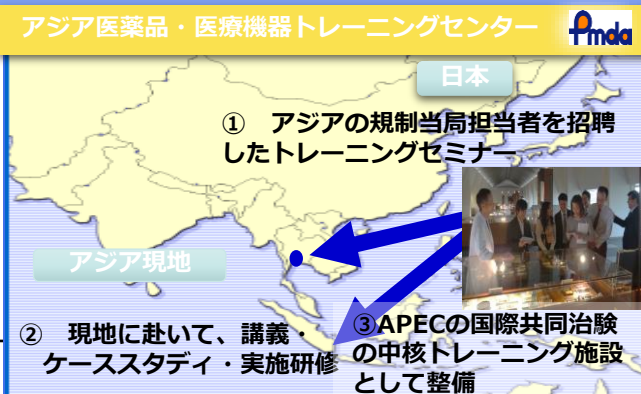 アジア医薬品・医療機器トレーニングセンター
Pmda
日本
① アジアの規制当局担当者を招聘
したトレーニングセミナー
アジア現地
② 現地に赴いて、講義・
ケーススタディ・実施研修
③APECの国際共同治験
の中核トレーニング施設
として整備